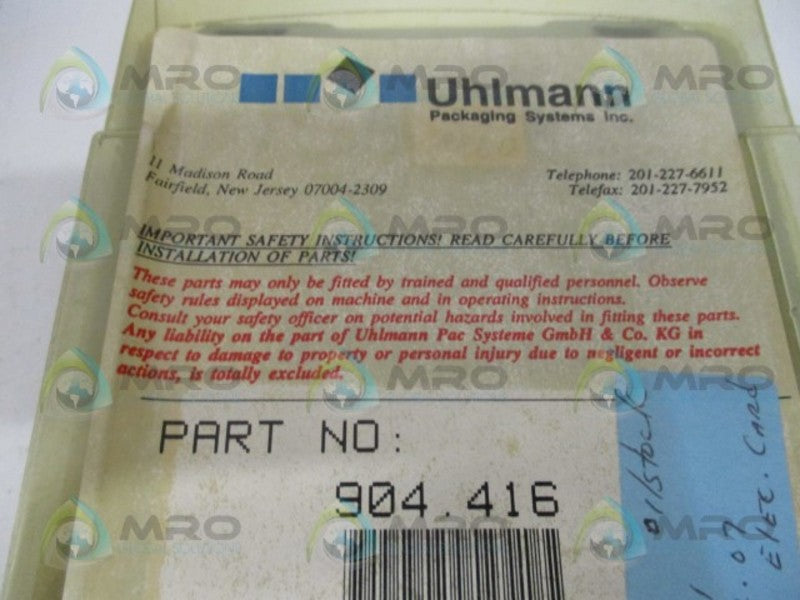 Uhlmann
Packaging Systems Inc.
11 Madison Road
Fairfield, New Jersey 07004-2309
Telephone: 201-227-6611
Telefax: 201-227-7952
IMPORTANT SAFETY INSTRUCTIONS! READ CAREFULLY BEFORE
INSTALLATION OF PARTS!
These parts may only be fitted by trained and qualified personnel. Observe
safety rules displayed on machine and in operating instructions.
Consult your safety officer on potential hazards involved in fitting these parts.
Any liability on the part of Uhlmann Pac Systeme GmbH & Co. KG in
respect to damage to property or personal injury due to negligent or incorrect
actions, is totally excluded.
PART NO:
904.416
01/STOCK
ELEC. CARD
MRO